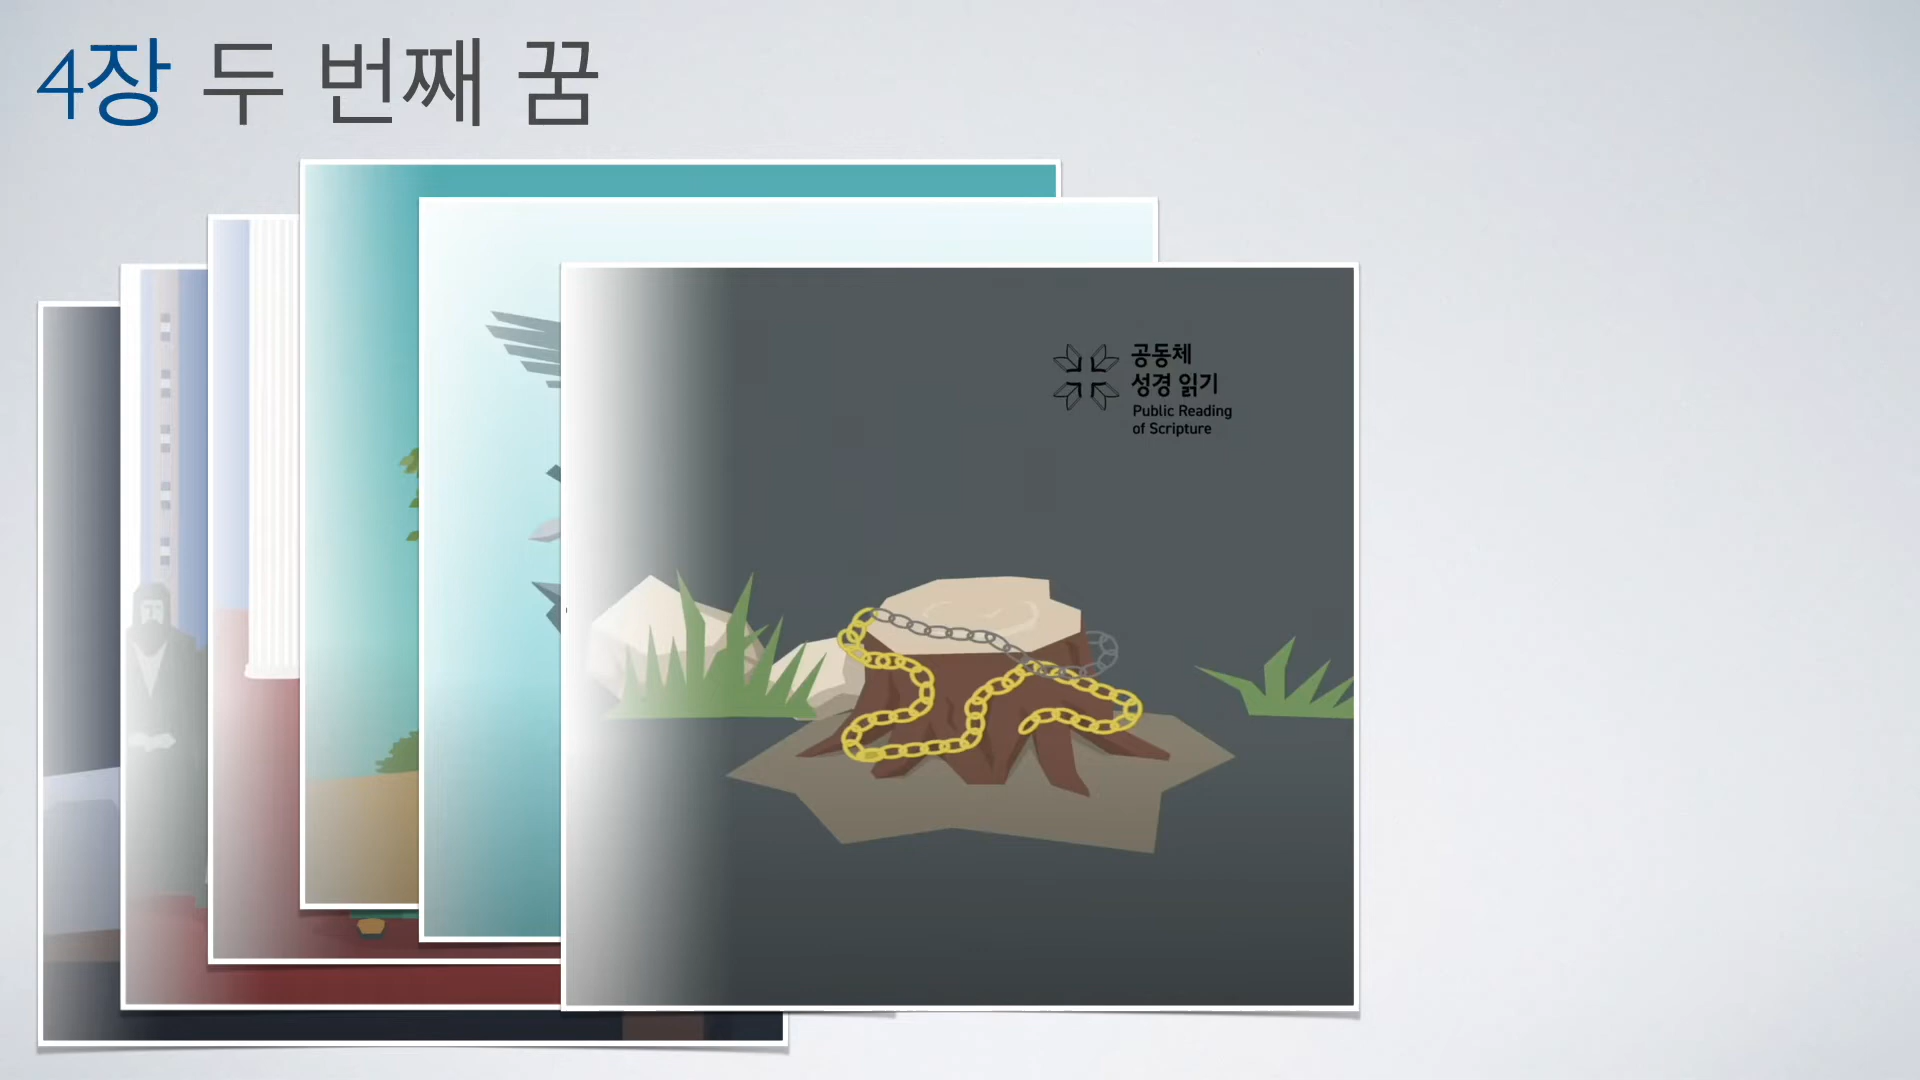 4장 두 번째 꿈
공동체
성경 읽기
Public Reading
of Scripture